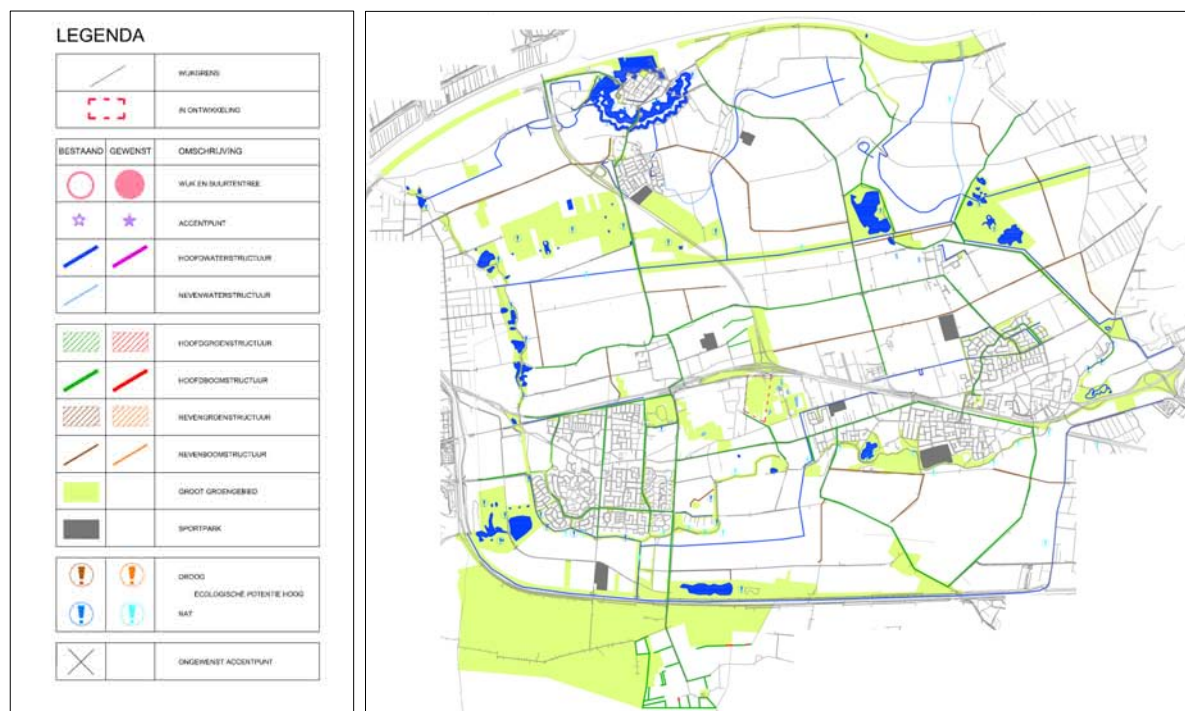 LEGENDA
WIJKGRENS
IN ONTWIKKELING
BESTAAND GEWENST OMSCHRIJVING
WIJK EN BUURTENTREE
ACCENTPUNT
HOOFDWATERSTRUCTUUR
NEVENWATERSTRUCTUUR
HOOFDGROENSTRUCTUUR
HOOFDBOOMSTRUCTUUR
NEVENGROENSTRUCTUUR
NEVENBOOMSTRUCTUUR
GROOT GROENGEBIED
SPORTPARK
DROOG
ECOLOGISCHE POTENTIE HOOG
NAT
ONGEWENST ACCENTPUNT